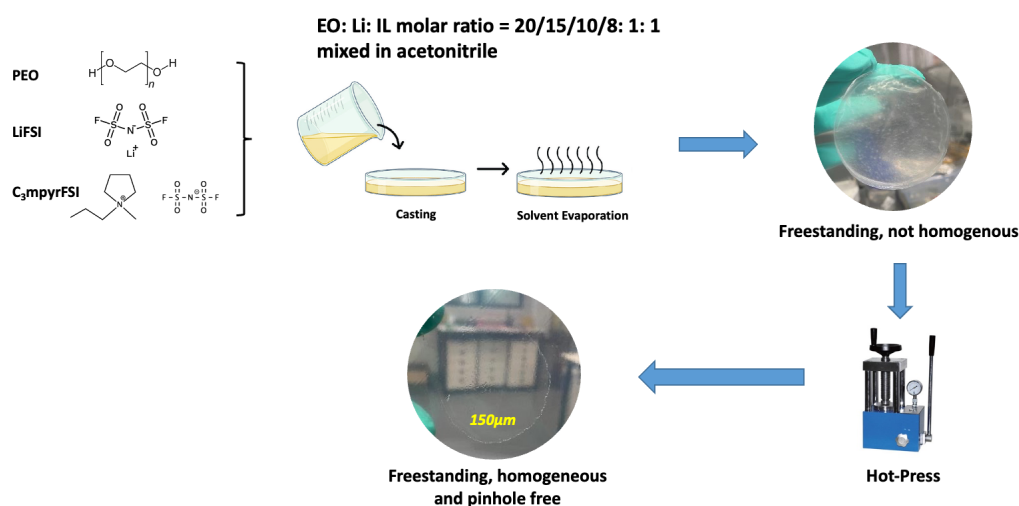 EO: Li: IL molar ratio = 20/15/10/8: 1: 1
mixed in acetonitrile
PEO
H
O
O
H
n
LiFSI
O
O
F
S
N⁻
S
F
O
O
Li⁺
C₃mpyrFSI
N
⊕
O
O
F
S
N
⊖
S
F
O
O
Casting
Solvent Evaporation
Freestanding, not homogenous
150μm
Freestanding, homogeneous
and pinhole free
Hot-Press